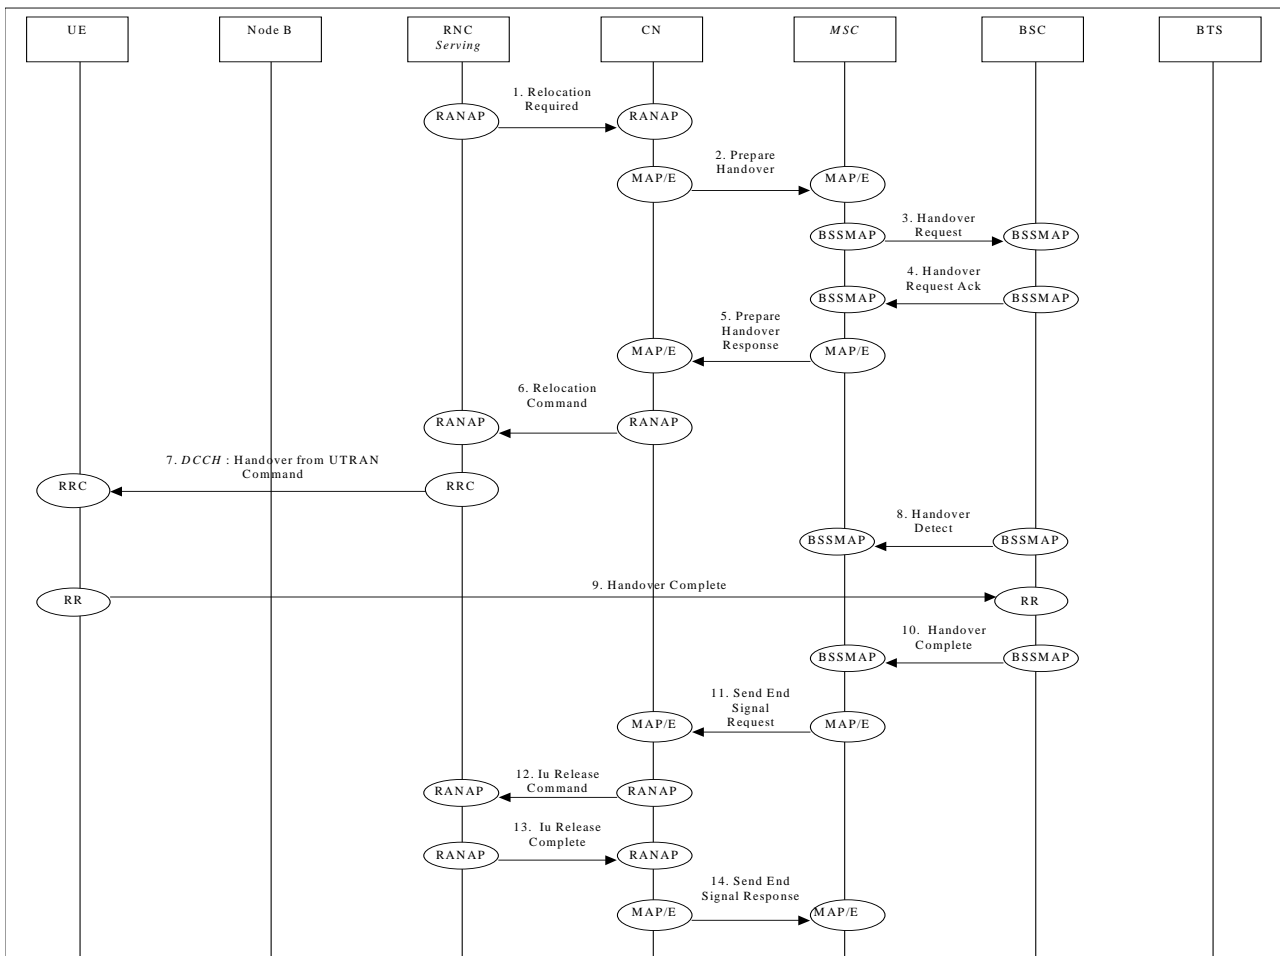 UE
Node B
RNC
Serving
CN
MSC
BSC
BTS
1. Relocation
Required
RANAP
RANAP
2. Prepare
Handover
MAP/E
MAP/E
3. Handover
Request
BSSMAP
BSSMAP
4. Handover
Request Ack
BSSMAP
BSSMAP
5. Prepare
Handover
Response
MAP/E
MAP/E
6. Relocation
Command
RANAP
RANAP
7. DCCH : Handover from UTRAN
Command
RRC
RRC
8. Handover
Detect
BSSMAP
BSSMAP
9. Handover Complete
RR
RR
10. Handover
Complete
BSSMAP
BSSMAP
11. Send End
Signal
Request
MAP/E
MAP/E
12. Iu Release
Command
RANAP
RANAP
13. Iu Release
Complete
RANAP
RANAP
14. Send End
Signal Response
MAP/E
MAP/E